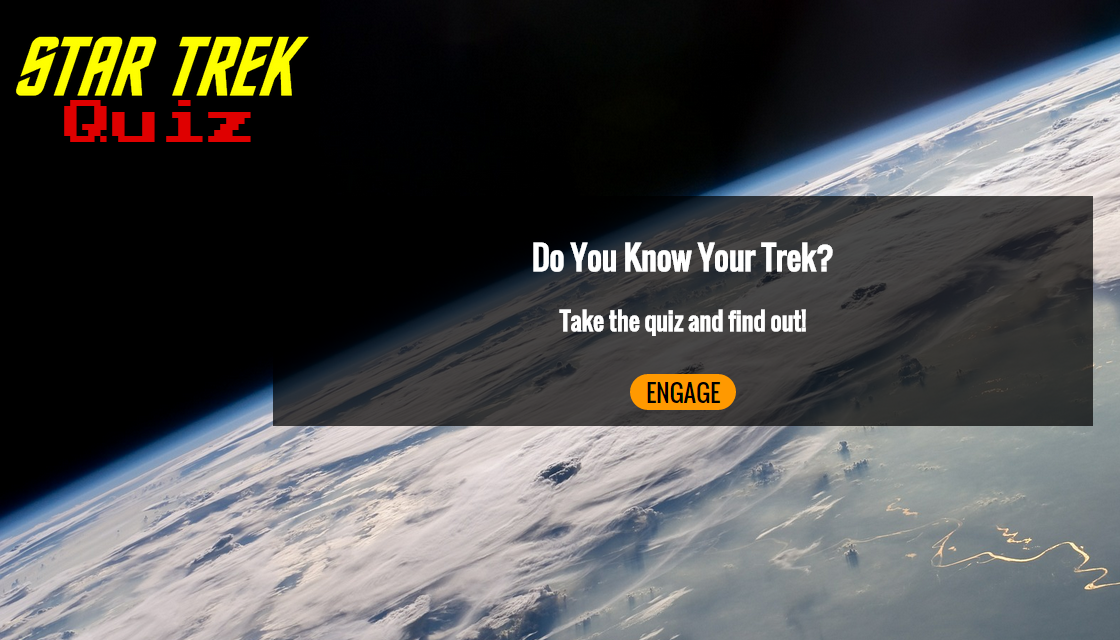 STAR TREK
Quiz
Do You Know Your Trek?
Take the quiz and find out!
ENGAGE